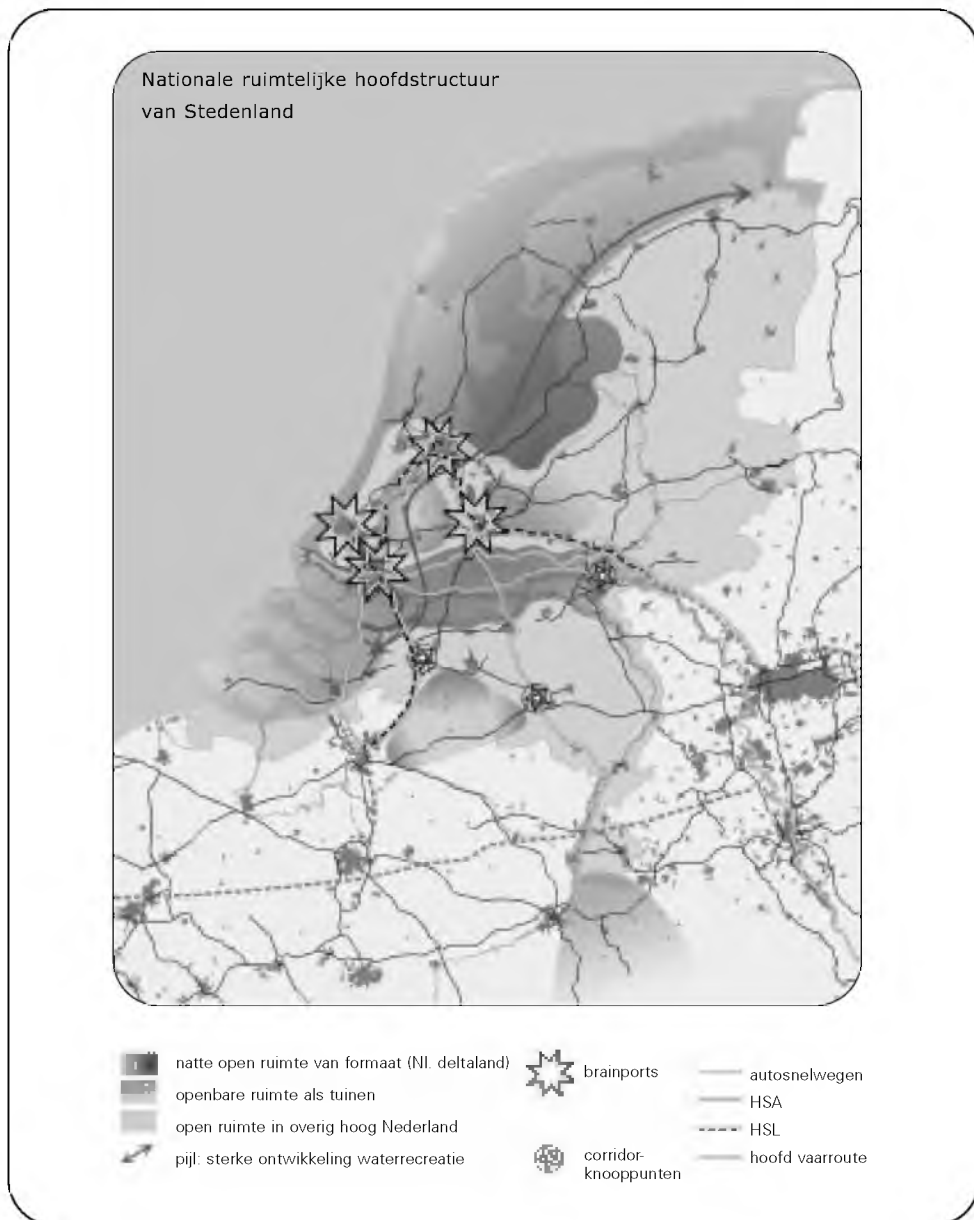 Nationale ruimtelijke hoofdstructuur
van Stedenland
natte open ruimte van formaat (Nl. deltaland)
openbare ruimte als tuinen
open ruimte in overig hoog Nederland
pijl: sterke ontwikkeling waterrecreatie
brainports
corridor-
knooppunten
autosnelwegen
HSA
HSL
hoofd vaarroute